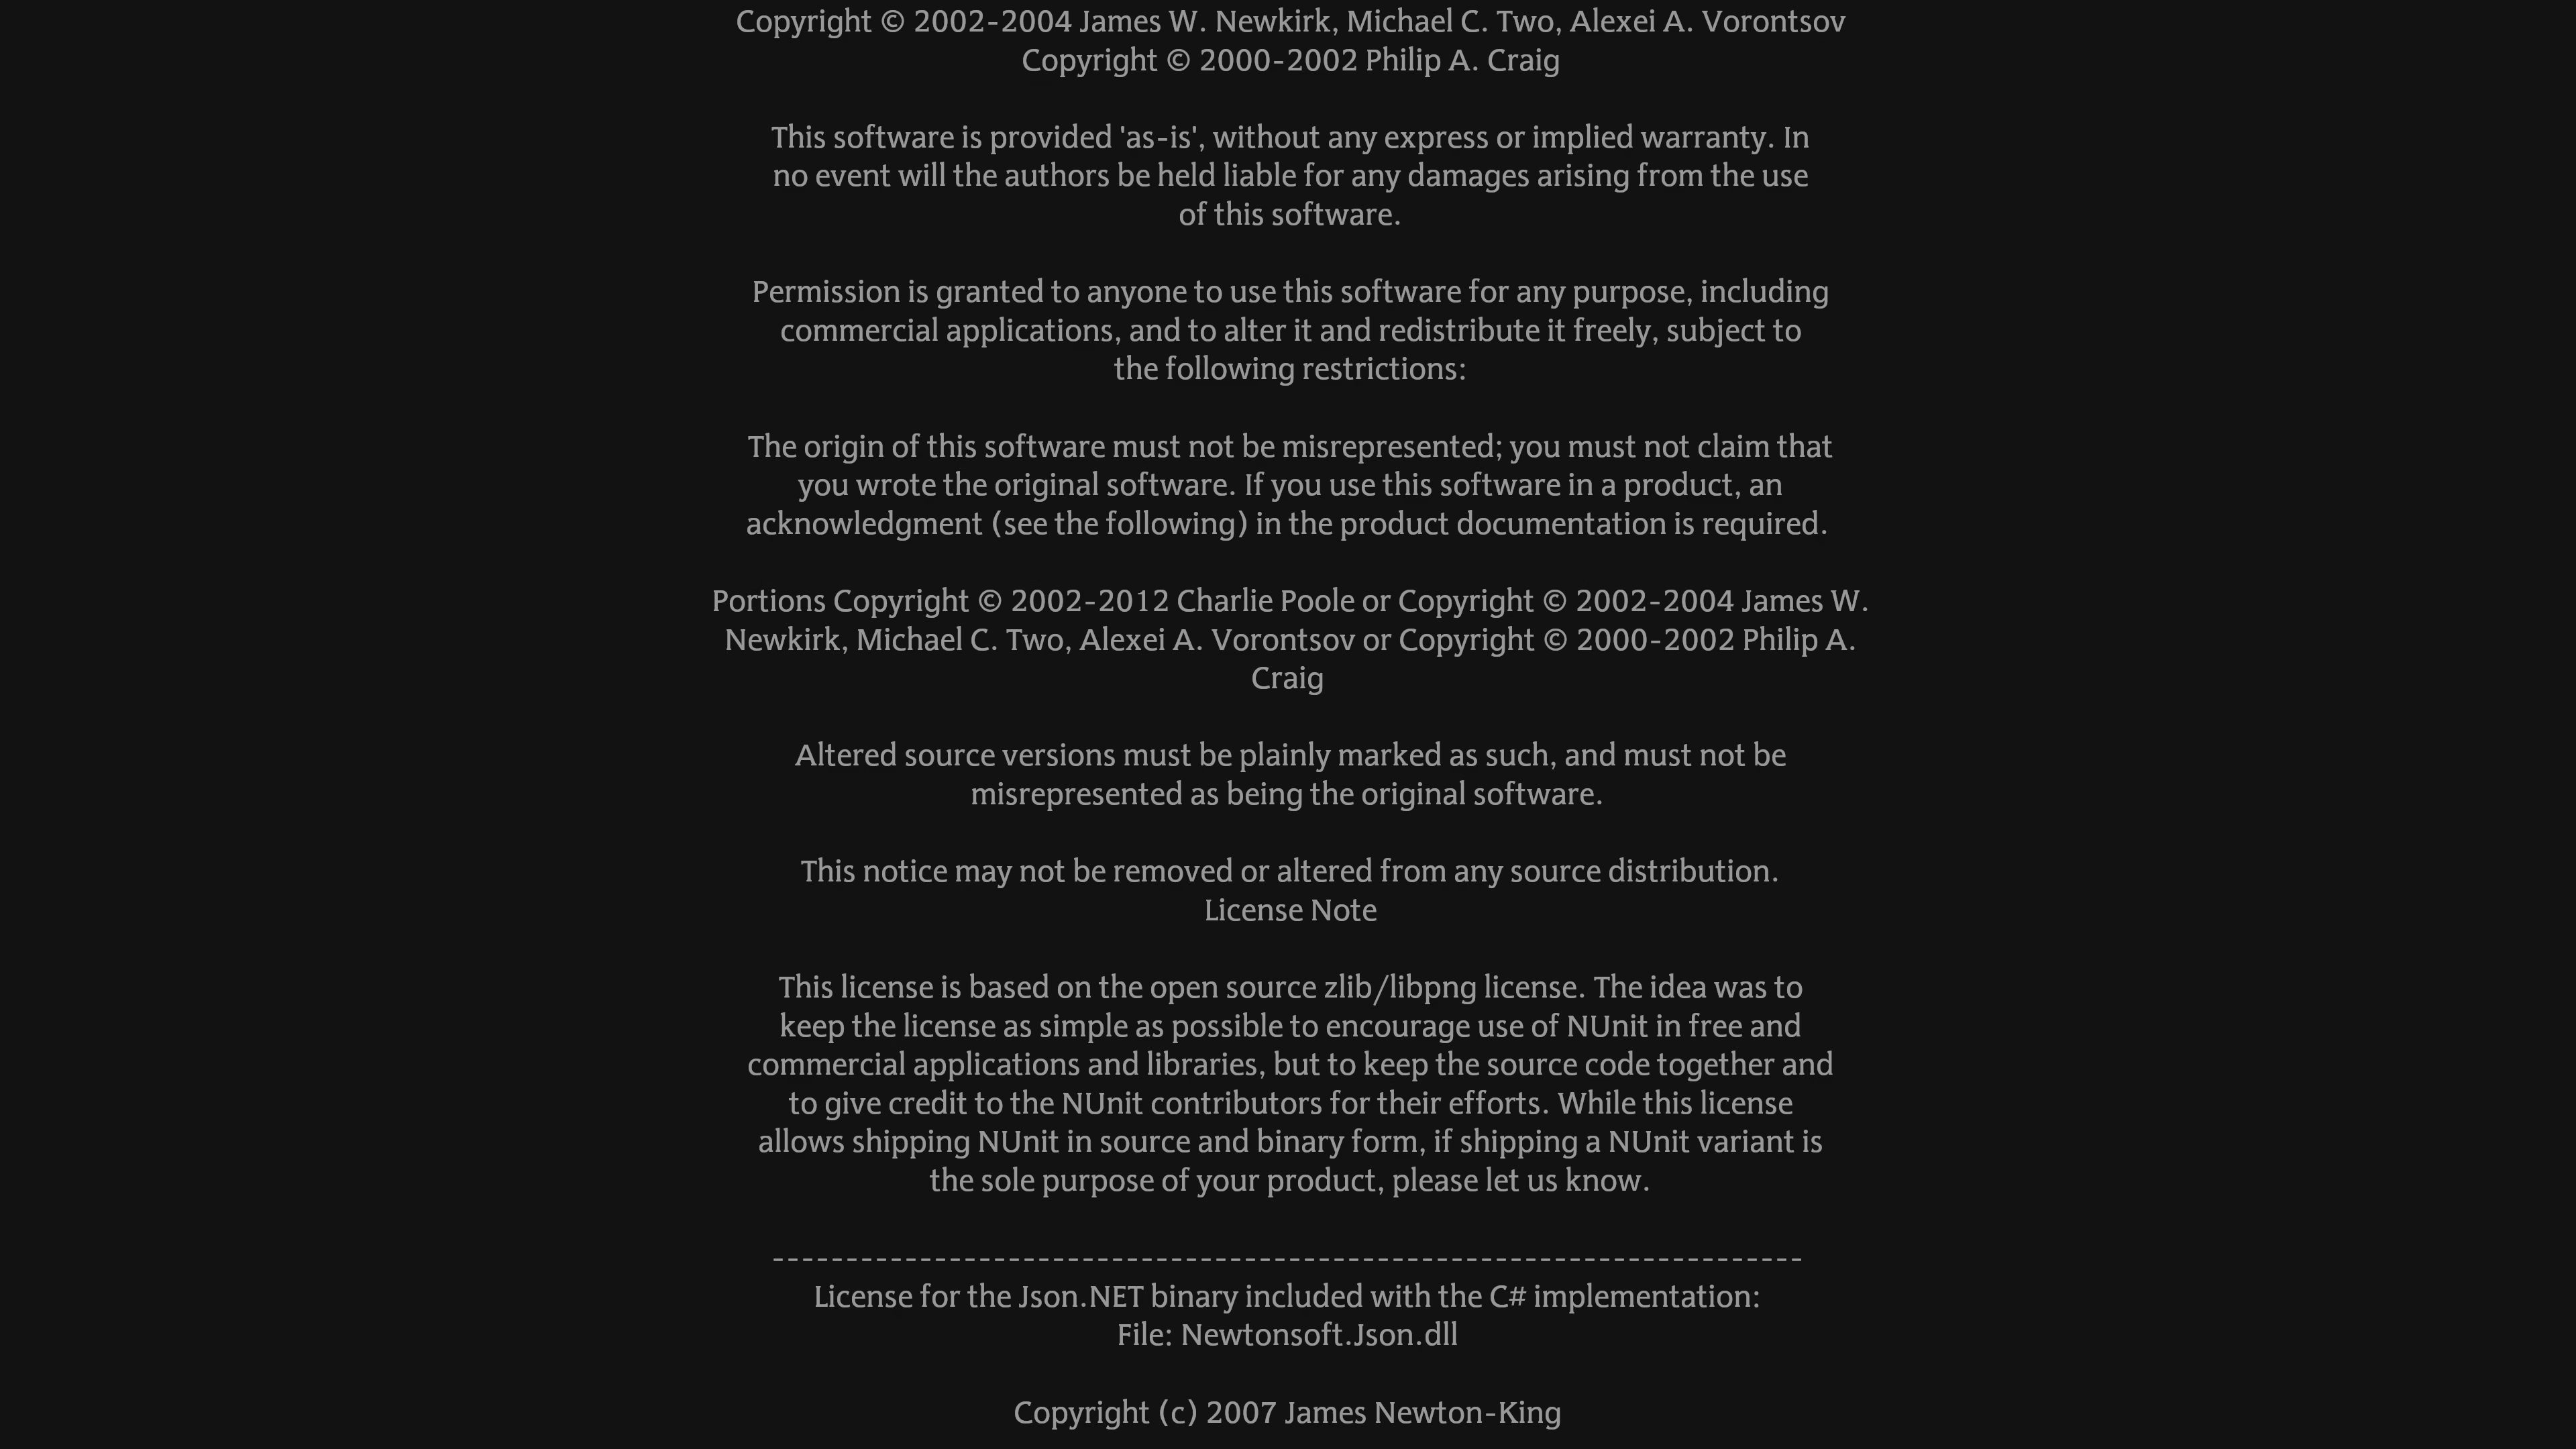 Copyright © 2002-2004 James W. Newkirk, Michael C. Two, Alexei A. Vorontsov
Copyright © 2000-2002 Philip A. Craig
This software is provided 'as-is', without any express or implied warranty. In
no event will the authors be held liable for any damages arising from the use
of this software.
Permission is granted to anyone to use this software for any purpose, including
commercial applications, and to alter it and redistribute it freely, subject to
the following restrictions:
The origin of this software must not be misrepresented; you must not claim that
you wrote the original software. If you use this software in a product, an
acknowledgment (see the following) in the product documentation is required.
Portions Copyright © 2002-2012 Charlie Poole or Copyright © 2002-2004 James W.
Newkirk, Michael C. Two, Alexei A. Vorontsov or Copyright © 2000-2002 Philip A.
Craig
Altered source versions must be plainly marked as such, and must not be
misrepresented as being the original software.
This notice may not be removed or altered from any source distribution.
License Note
This license is based on the open source zlib/libpng license. The idea was to
keep the license as simple as possible to encourage use of NUnit in free and
commercial applications and libraries, but to keep the source code together and
to give credit to the NUnit contributors for their efforts. While this license
allows shipping NUnit in source and binary form, if shipping a NUnit variant is
the sole purpose of your product, please let us know.
----------------------------------------------------------------------
License for the Json.NET binary included with the C# implementation:
File: Newtonsoft.Json.dll
Copyright (c) 2007 James Newton-King